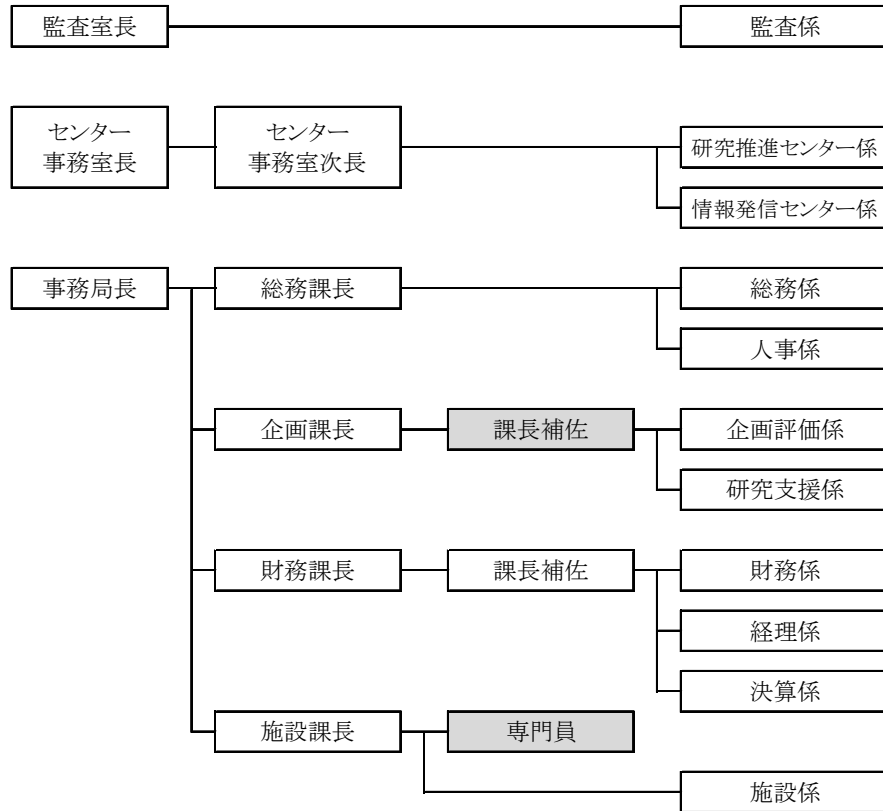 監査室長
監査係
センター
事務室長
センター
事務室次長
研究推進センター係
情報発信センター係
事務局長
総務課長
総務係
人事係
企画課長
課長補佐
企画評価係
研究支援係
財務課長
課長補佐
財務係
経理係
決算係
施設課長
専門員
施設係